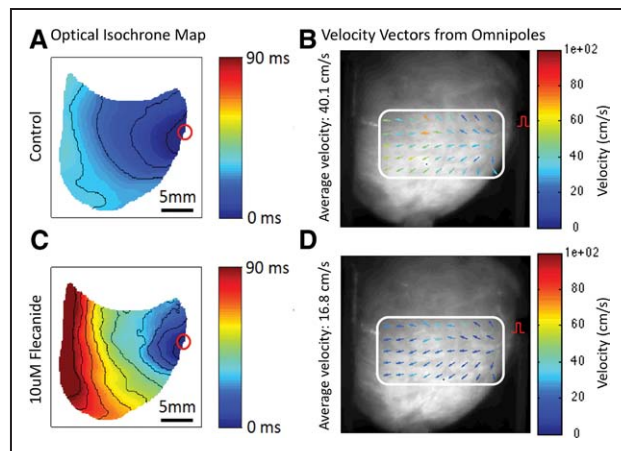 A Optical Isochrone Map
B Velocity Vectors from Omnipoles
Control
90 ms
5mm
0 ms
Average velocity: 40.1 cm/s
1e+02
80
60
40
20
0
Velocity (cm/s)
C
10uM Flecanide
90 ms
5mm
0 ms
D
Average velocity: 16.8 cm/s
1e+02
80
60
40
20
0
Velocity (cm/s)